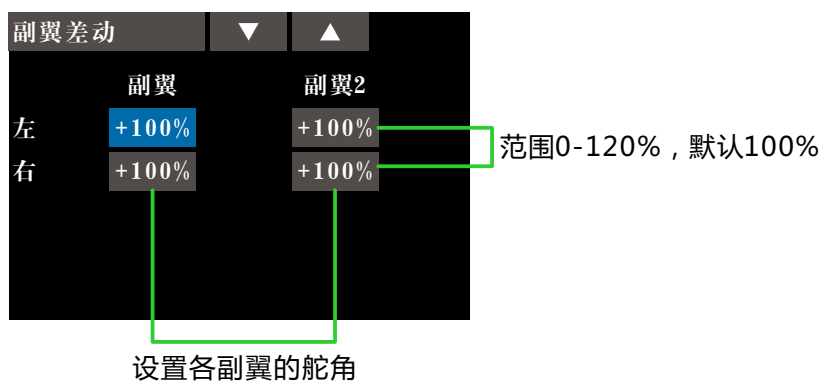 副翼差动 ▼ ▲
副翼 副翼2
左 +100% +100%
右 +100% +100%
范围0-120%，默认100%
设置各副翼的舵角